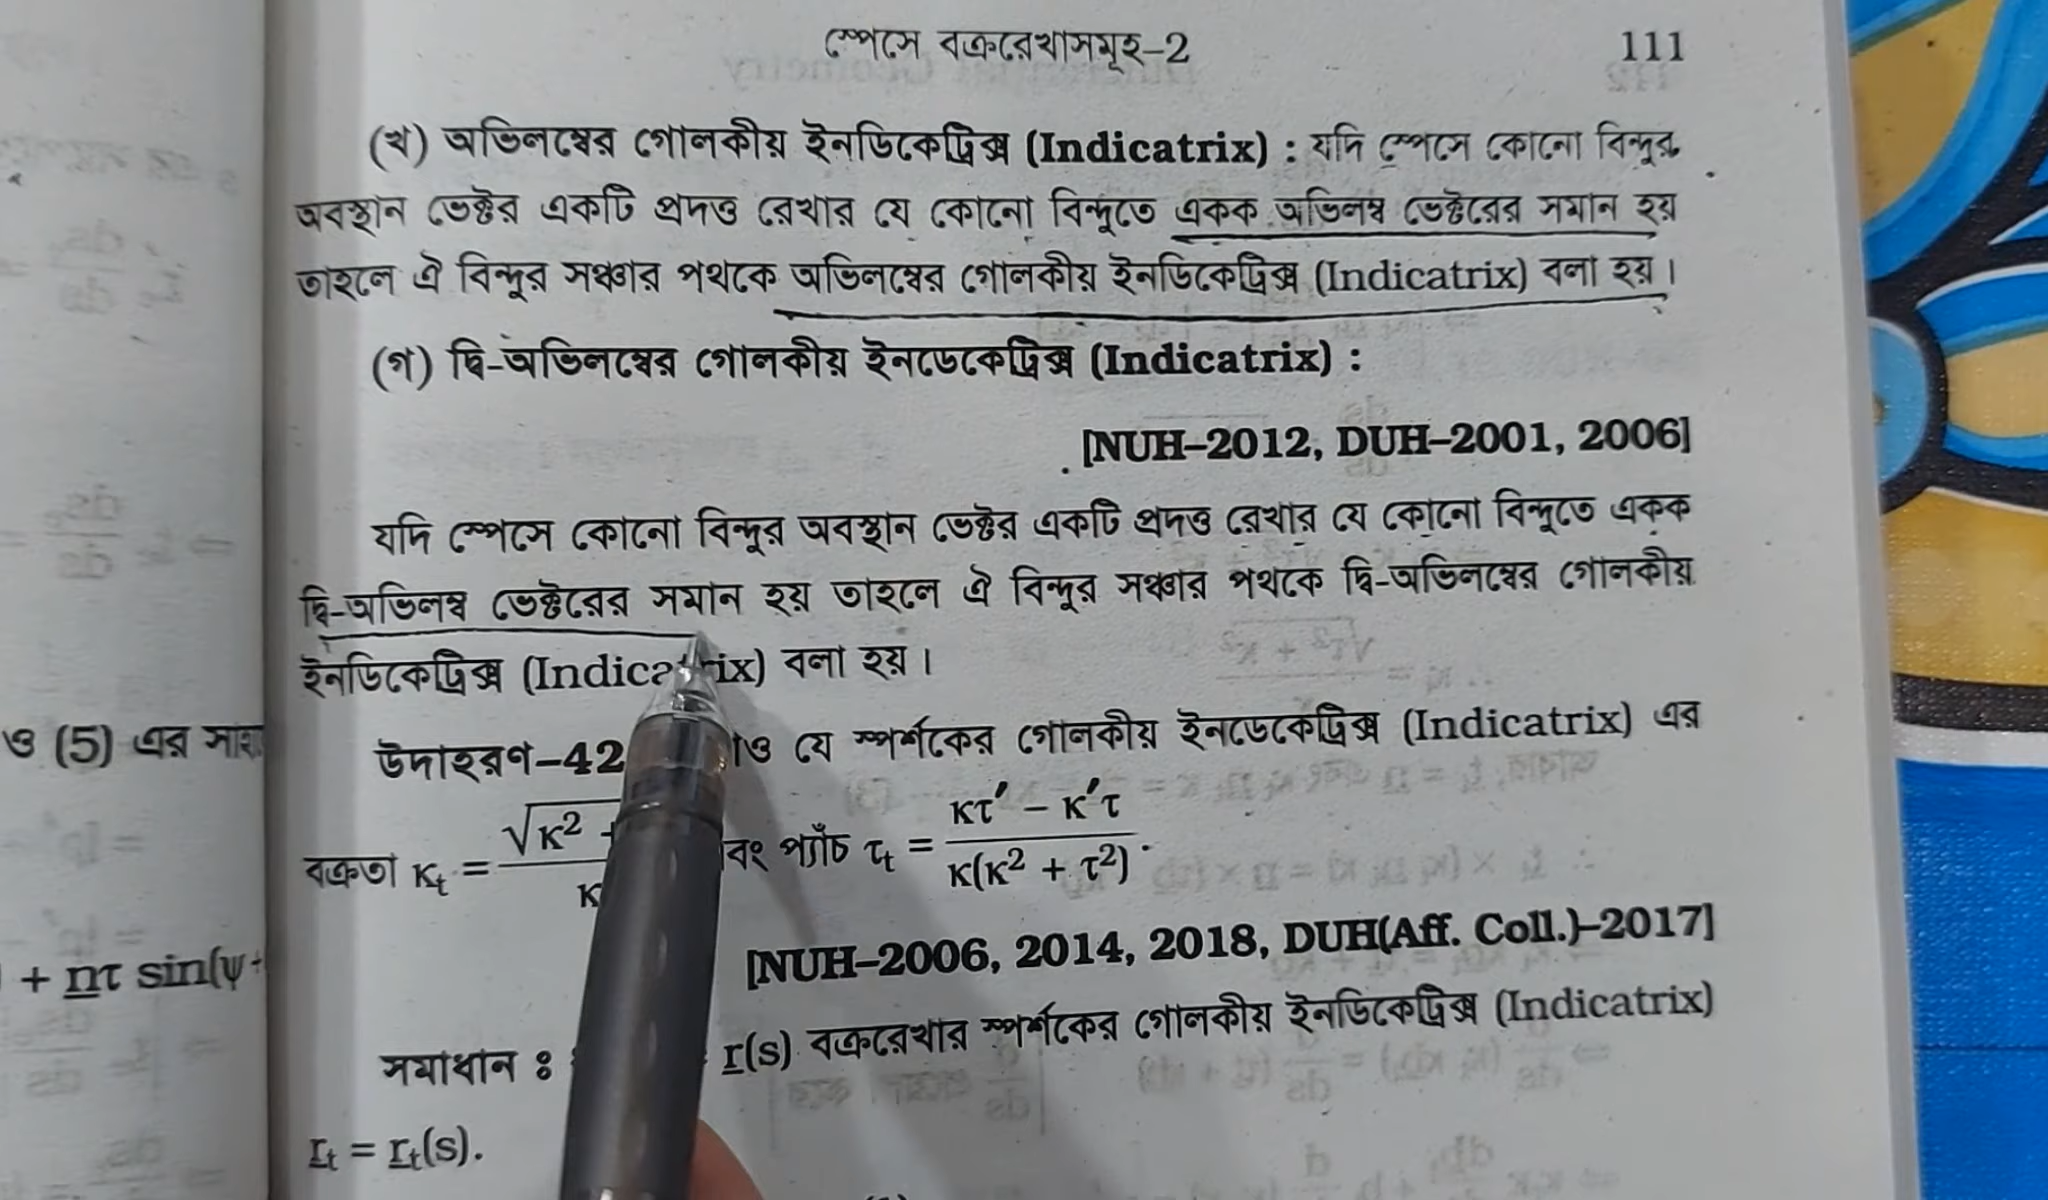 স্পেসে বক্ররেখাসমূহ–2 111
(খ) অভিলম্বের গোলকীয় ইনডিকেট্রিক্স (Indicatrix) : যদি স্পেসে কোনো বিন্দুর
অবস্থান ভেক্টর একটি প্রদত্ত রেখার যে কোনো বিন্দুতে একক অভিলম্ব ভেক্টরের সমান হয়
তাহলে ঐ বিন্দুর সঞ্চার পথকে অভিলম্বের গোলকীয় ইনডিকেট্রিক্স (Indicatrix) বলা হয়।
(গ) দ্বি-অভিলম্বের গোলকীয় ইনডেকেট্রিক্স (Indicatrix) :
[NUH–2012, DUH–2001, 2006]
যদি স্পেসে কোনো বিন্দুর অবস্থান ভেক্টর একটি প্রদত্ত রেখার যে কোনো বিন্দুতে একক
দ্বি-অভিলম্ব ভেক্টরের সমান হয় তাহলে ঐ বিন্দুর সঞ্চার পথকে দ্বি-অভিলম্বের গোলকীয়
ইনডিকেট্রিক্স (Indicatrix) বলা হয়।
ও (5) এর
উদাহরণ–42 যে স্পর্শকের গোলকীয় ইনডেকেট্রিক্স (Indicatrix) এর
বক্রতা κₜ = √κ² κ প্যাঁচ τₜ = κτ′ – κ′τ / κ(κ² + τ²) .
[NUH–2006, 2014, 2018, DUH(Aff. Coll.)–2017]
+ nτ sin(ψ
সমাধান ঃ r(s) বক্ররেখার স্পর্শকের গোলকীয় ইনডিকেট্রিক্স (Indicatrix)
rₜ = rₜ(s).